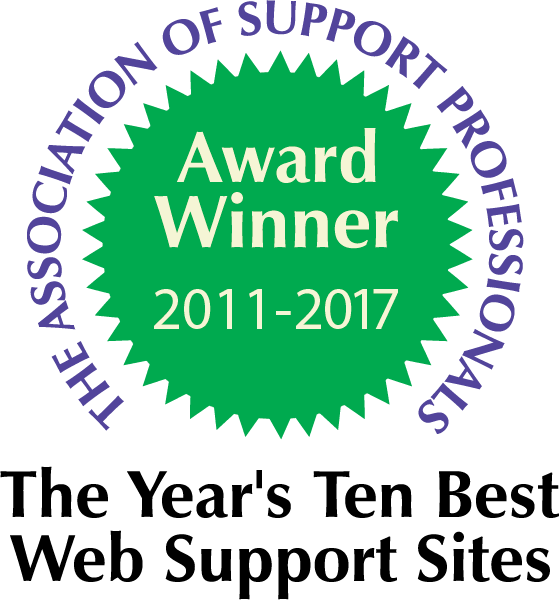 THE ASSOCIATION OF SUPPORT PROFESSIONALS
Award
Winner
2011-2017
The Year's Ten Best
Web Support Sites